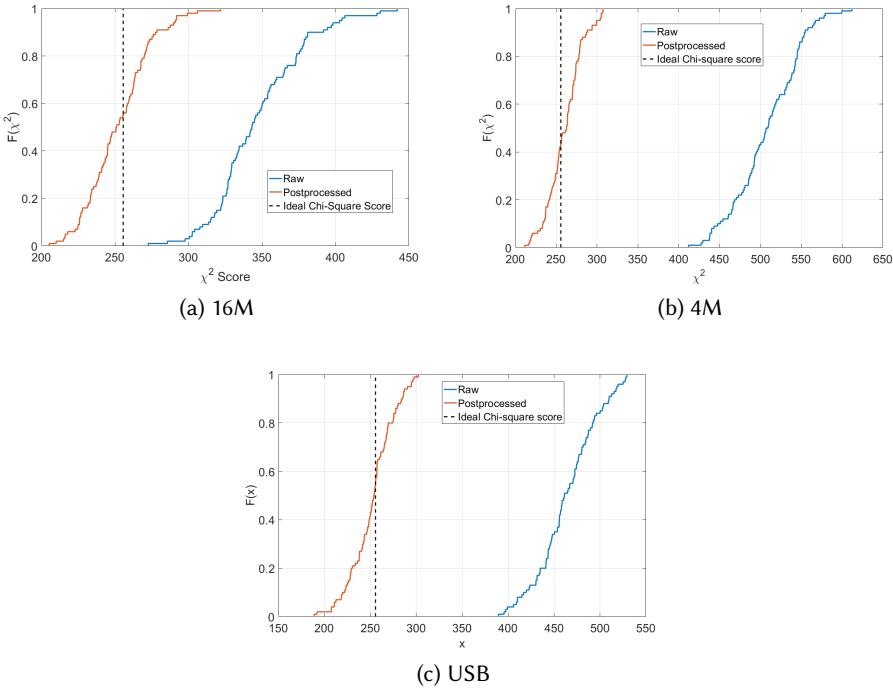 1
0.8
0.6
0.4
0.2
0
F(χ²)
Raw
Postprocessed
Ideal Chi-Square Score
200 250 300 350 400 450
χ² Score
(a) 16M
1
0.8
0.6
0.4
0.2
0
F(χ²)
Raw
Postprocessed
Ideal Chi-square score
200 250 300 350 400 450 500 550 600 650
χ²
(b) 4M
1
0.8
0.6
0.4
0.2
0
F(x)
Raw
Postprocessed
Ideal Chi-square score
150 200 250 300 350 400 450 500 550
x
(c) USB